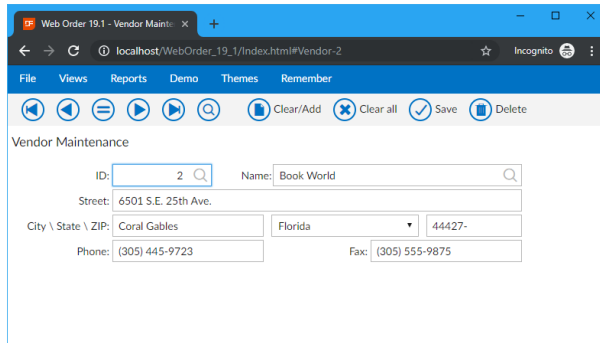 Web Order 19.1 - Vendor Mainte
localhost/WebOrder_19_1/Index.html#Vendor-2
Incognito
File Views Reports Demo Themes Remember
Clear/Add Clear all Save Delete
Vendor Maintenance
ID: 2 Name: Book World
Street: 6501 S.E. 25th Ave.
City \ State \ ZIP: Coral Gables Florida 44427-
Phone: (305) 445-9723 Fax: (305) 555-9875